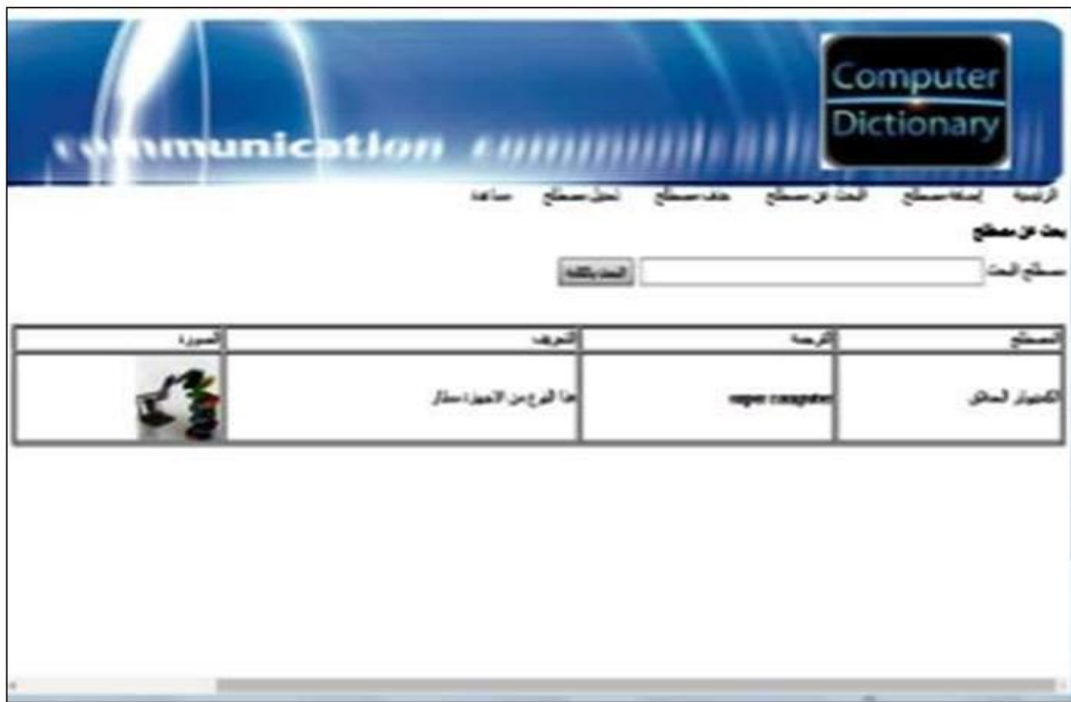 Computer
Dictionary
communication
الرئيسية إضافة مصطلح البحث عن مصطلح حذف مصطلح تعديل مصطلح مساعدة
بحث عن مصطلح
مصطلح البحث البحث بالكلمة
المصطلح الترجمة التعريف الصورة
الكمبيوتر العملاق super computer هذا النوع من الاجهزة ممتاز